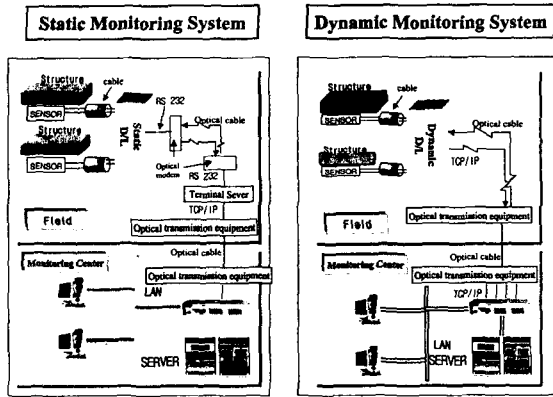 Static Monitoring System
Structure
cable
SENSOR
RS 232
Optical cable
Structure
Static
D/L
SENSOR
Optical
modem
RS 232
Terminal Sever
TCP/IP
Field
Optical transmission equipment
Optical cable
Monitoring Center
Optical transmission equipment
LAN
SERVER
Dynamic Monitoring System
Structure
cable
SENSOR
Optical cable
Structure
Dynamic
D/L
SENSOR
TCP/IP
Field
Optical transmission equipment
Optical cable
Monitoring Center
Optical transmission equipment
TCP/IP
LAN
SERVER